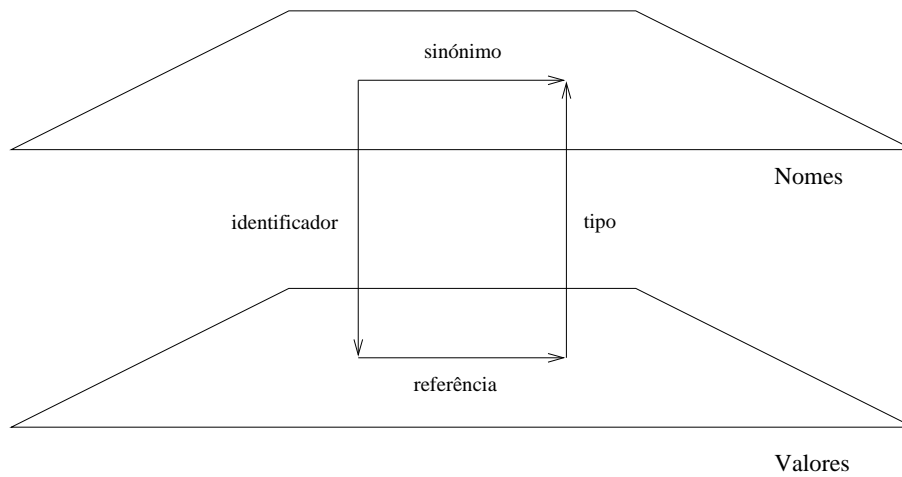 sinónimo
Nomes
identificador
tipo
referência
Valores